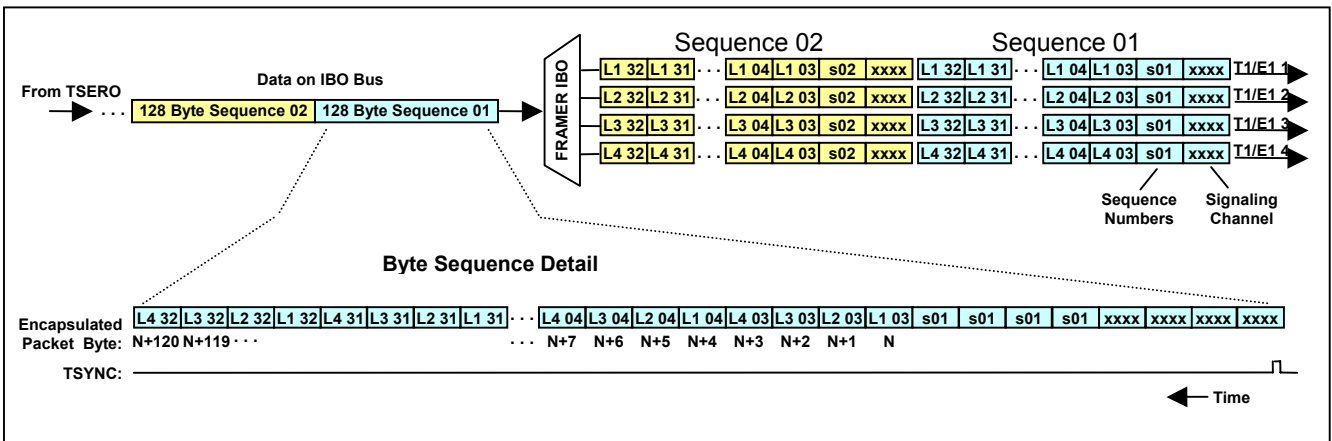 Sequence 02 Sequence 01
From TSERO
Data on IBO Bus
. . . 128 Byte Sequence 02 128 Byte Sequence 01
FRAMER IBO
L1 32 L1 31 . . . L1 04 L1 03 s02 xxxx L1 32 L1 31 . . . L1 04 L1 03 s01 xxxx T1/E1 1
L2 32 L2 31 . . . L2 04 L2 03 s02 xxxx L2 32 L2 31 . . . L2 04 L2 03 s01 xxxx T1/E1 2
L3 32 L3 31 . . . L3 04 L3 03 s02 xxxx L3 32 L3 31 . . . L3 04 L3 03 s01 xxxx T1/E1 3
L4 32 L4 31 . . . L4 04 L4 03 s02 xxxx L4 32 L4 31 . . . L4 04 L4 03 s01 xxxx T1/E1 4
Sequence Numbers
Signaling Channel
Byte Sequence Detail
L4 32 L3 32 L2 32 L1 32 L4 31 L3 31 L2 31 L1 31 . . . L4 04 L3 04 L2 04 L1 04 L4 03 L3 03 L2 03 L1 03 s01 s01 s01 s01 xxxx xxxx xxxx xxxx
Encapsulated
Packet Byte: N+120 N+119 . . . . . . N+7 N+6 N+5 N+4 N+3 N+2 N+1 N
TSYNC:
Time